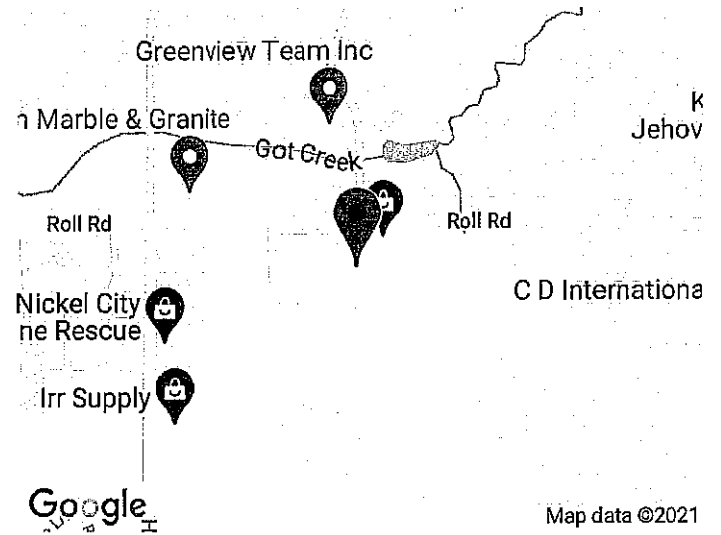 Greenview Team Inc
n Marble & Granite
K
Jehov
Got Creek
Roll Rd
Roll Rd
Nickel City
ne Rescue
C D Internationa
Irr Supply
Google
Map data ©2021